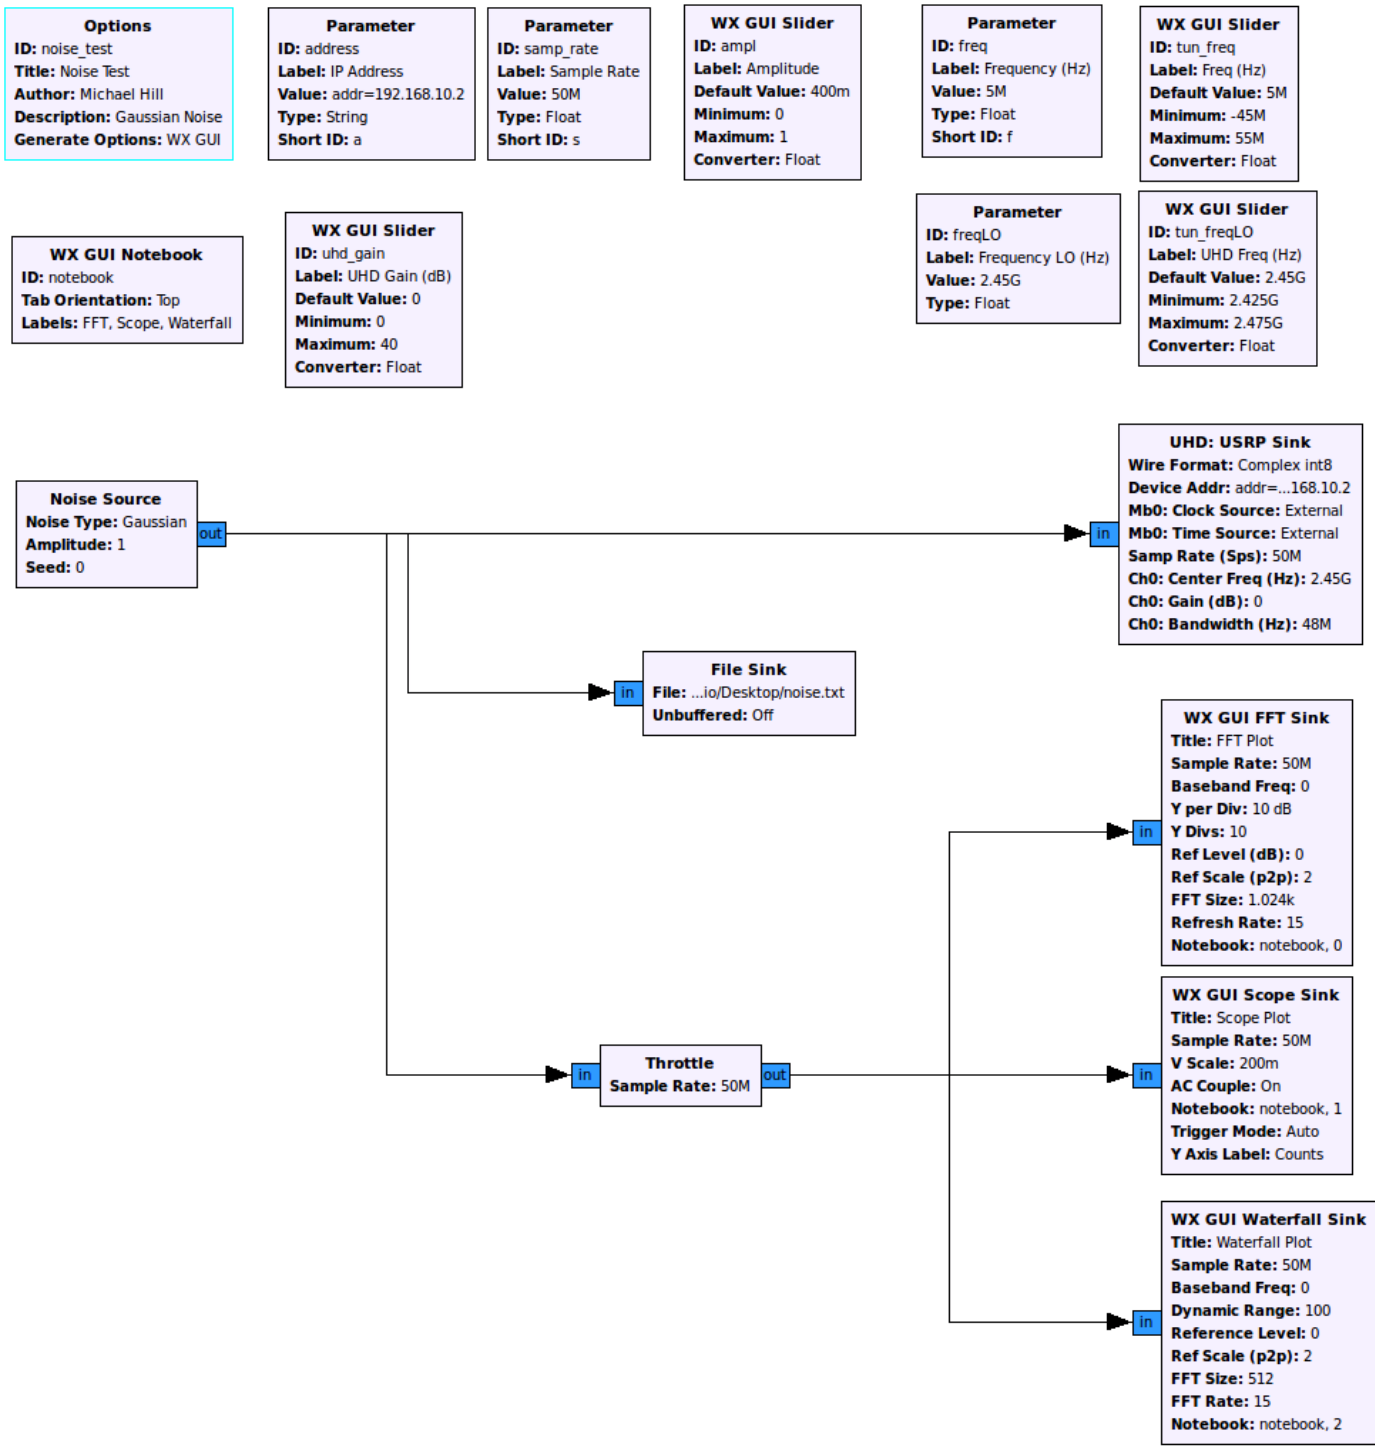 Options
ID: noise_test
Title: Noise Test
Author: Michael Hill
Description: Gaussian Noise
Generate Options: WX GUI
Parameter
ID: address
Label: IP Address
Value: addr=192.168.10.2
Type: String
Short ID: a
Parameter
ID: samp_rate
Label: Sample Rate
Value: 50M
Type: Float
Short ID: s
WX GUI Slider
ID: ampl
Label: Amplitude
Default Value: 400m
Minimum: 0
Maximum: 1
Converter: Float
Parameter
ID: freq
Label: Frequency (Hz)
Value: 5M
Type: Float
Short ID: f
WX GUI Slider
ID: tun_freq
Label: Freq (Hz)
Default Value: 5M
Minimum: -45M
Maximum: 55M
Converter: Float
WX GUI Notebook
ID: notebook
Tab Orientation: Top
Labels: FFT, Scope, Waterfall
WX GUI Slider
ID: uhd_gain
Label: UHD Gain (dB)
Default Value: 0
Minimum: 0
Maximum: 40
Converter: Float
Parameter
ID: freqLO
Label: Frequency LO (Hz)
Value: 2.45G
Type: Float
WX GUI Slider
ID: tun_freqLO
Label: UHD Freq (Hz)
Default Value: 2.45G
Minimum: 2.425G
Maximum: 2.475G
Converter: Float
Noise Source
Noise Type: Gaussian
Amplitude: 1
Seed: 0
out
in
UHD: USRP Sink
Wire Format: Complex int8
Device Addr: addr=...168.10.2
Mb0: Clock Source: External
Mb0: Time Source: External
Samp Rate (Sps): 50M
Ch0: Center Freq (Hz): 2.45G
Ch0: Gain (dB): 0
Ch0: Bandwidth (Hz): 48M
in
File Sink
File: ...io/Desktop/noise.txt
Unbuffered: Off
in
WX GUI FFT Sink
Title: FFT Plot
Sample Rate: 50M
Baseband Freq: 0
Y per Div: 10 dB
Y Divs: 10
Ref Level (dB): 0
Ref Scale (p2p): 2
FFT Size: 1.024k
Refresh Rate: 15
Notebook: notebook, 0
in
Throttle
Sample Rate: 50M
out
in
WX GUI Scope Sink
Title: Scope Plot
Sample Rate: 50M
V Scale: 200m
AC Couple: On
Notebook: notebook, 1
Trigger Mode: Auto
Y Axis Label: Counts
in
WX GUI Waterfall Sink
Title: Waterfall Plot
Sample Rate: 50M
Baseband Freq: 0
Dynamic Range: 100
Reference Level: 0
Ref Scale (p2p): 2
FFT Size: 512
FFT Rate: 15
Notebook: notebook, 2